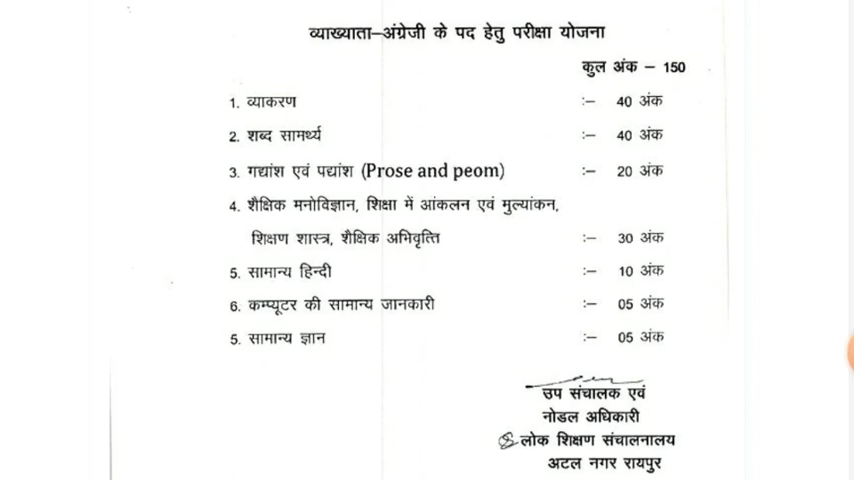 व्याख्याता–अंग्रेजी के पद हेतु परीक्षा योजना
कुल अंक – 150
1. व्याकरण :– 40 अंक
2. शब्द सामर्थ्य :– 40 अंक
3. गद्यांश एवं पद्यांश (Prose and peom) :– 20 अंक
4. शैक्षिक मनोविज्ञान, शिक्षा में आंकलन एवं मुल्यांकन,
शिक्षण शास्त्र, शैक्षिक अभिवृत्ति :– 30 अंक
5. सामान्य हिन्दी :– 10 अंक
6. कम्प्यूटर की सामान्य जानकारी :– 05 अंक
5. सामान्य ज्ञान :– 05 अंक
उप संचालक एवं
नोडल अधिकारी
लोक शिक्षण संचालनालय
अटल नगर रायपुर